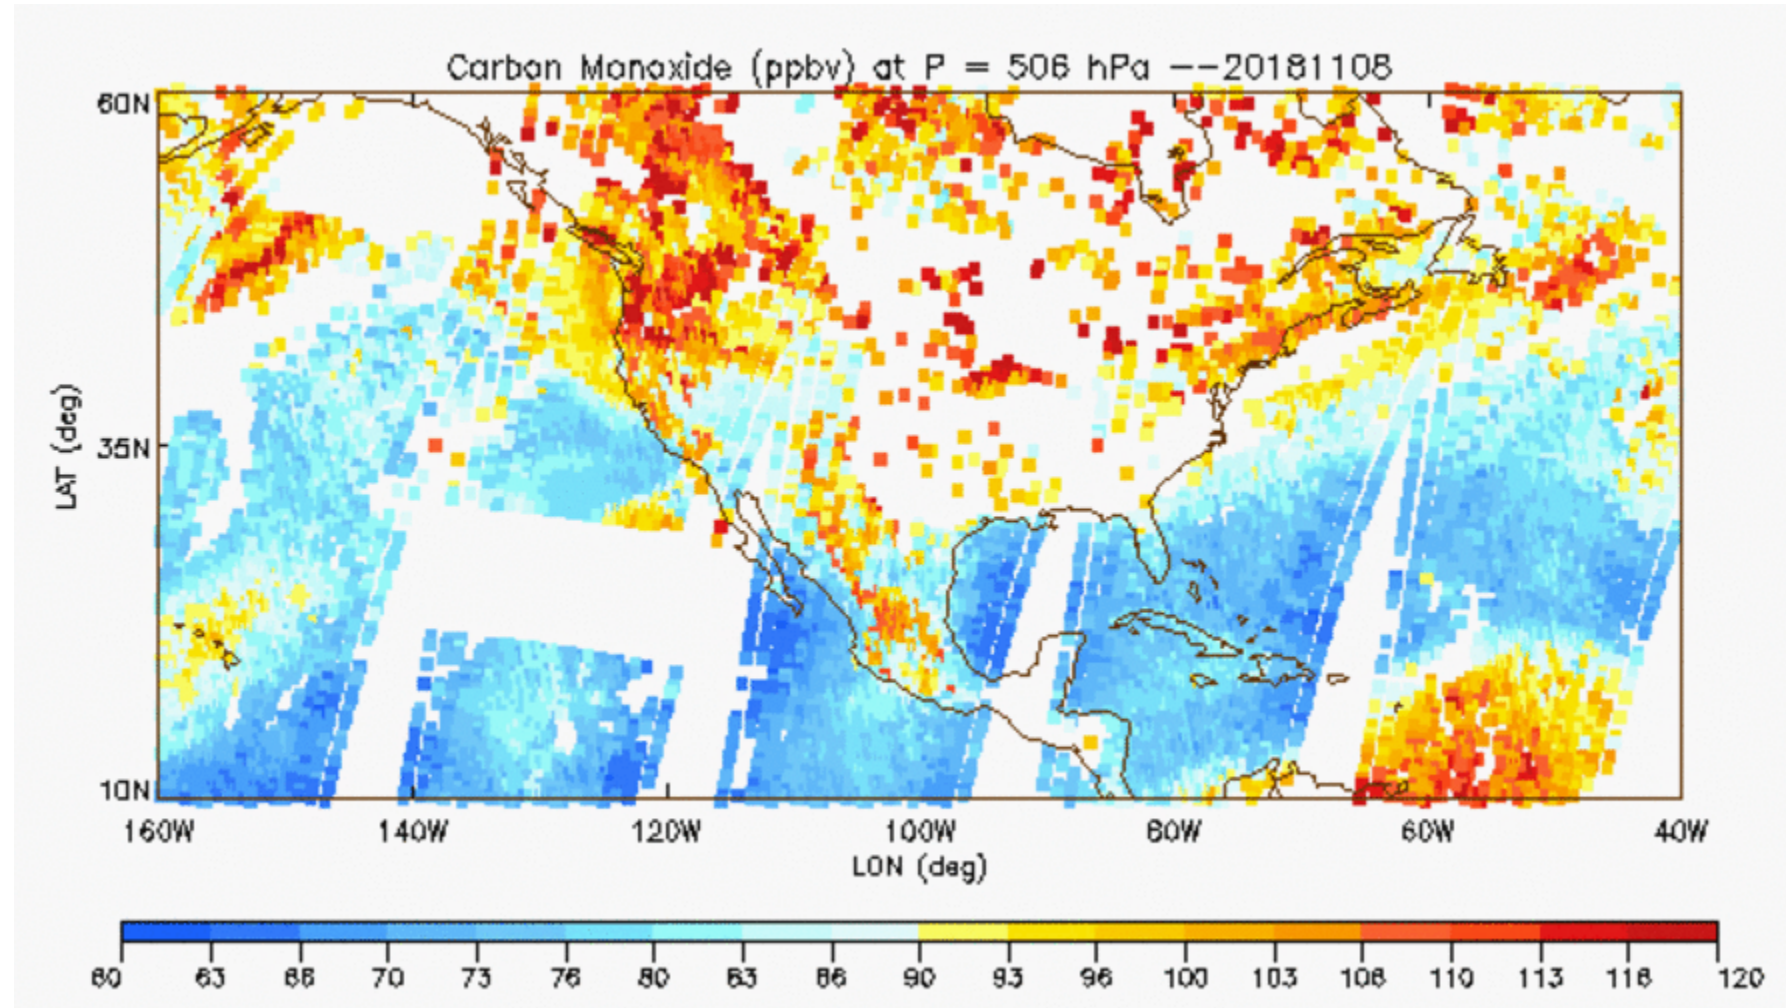 Carbon Monoxide (ppbv) at P = 506 hPa --20181108
60N
35N
10N
LAT (deg)
160W 140W 120W 100W 80W 60W 40W
LON (deg)
60 63 66 70 73 76 80 83 86 90 93 96 100 103 106 110 113 116 120